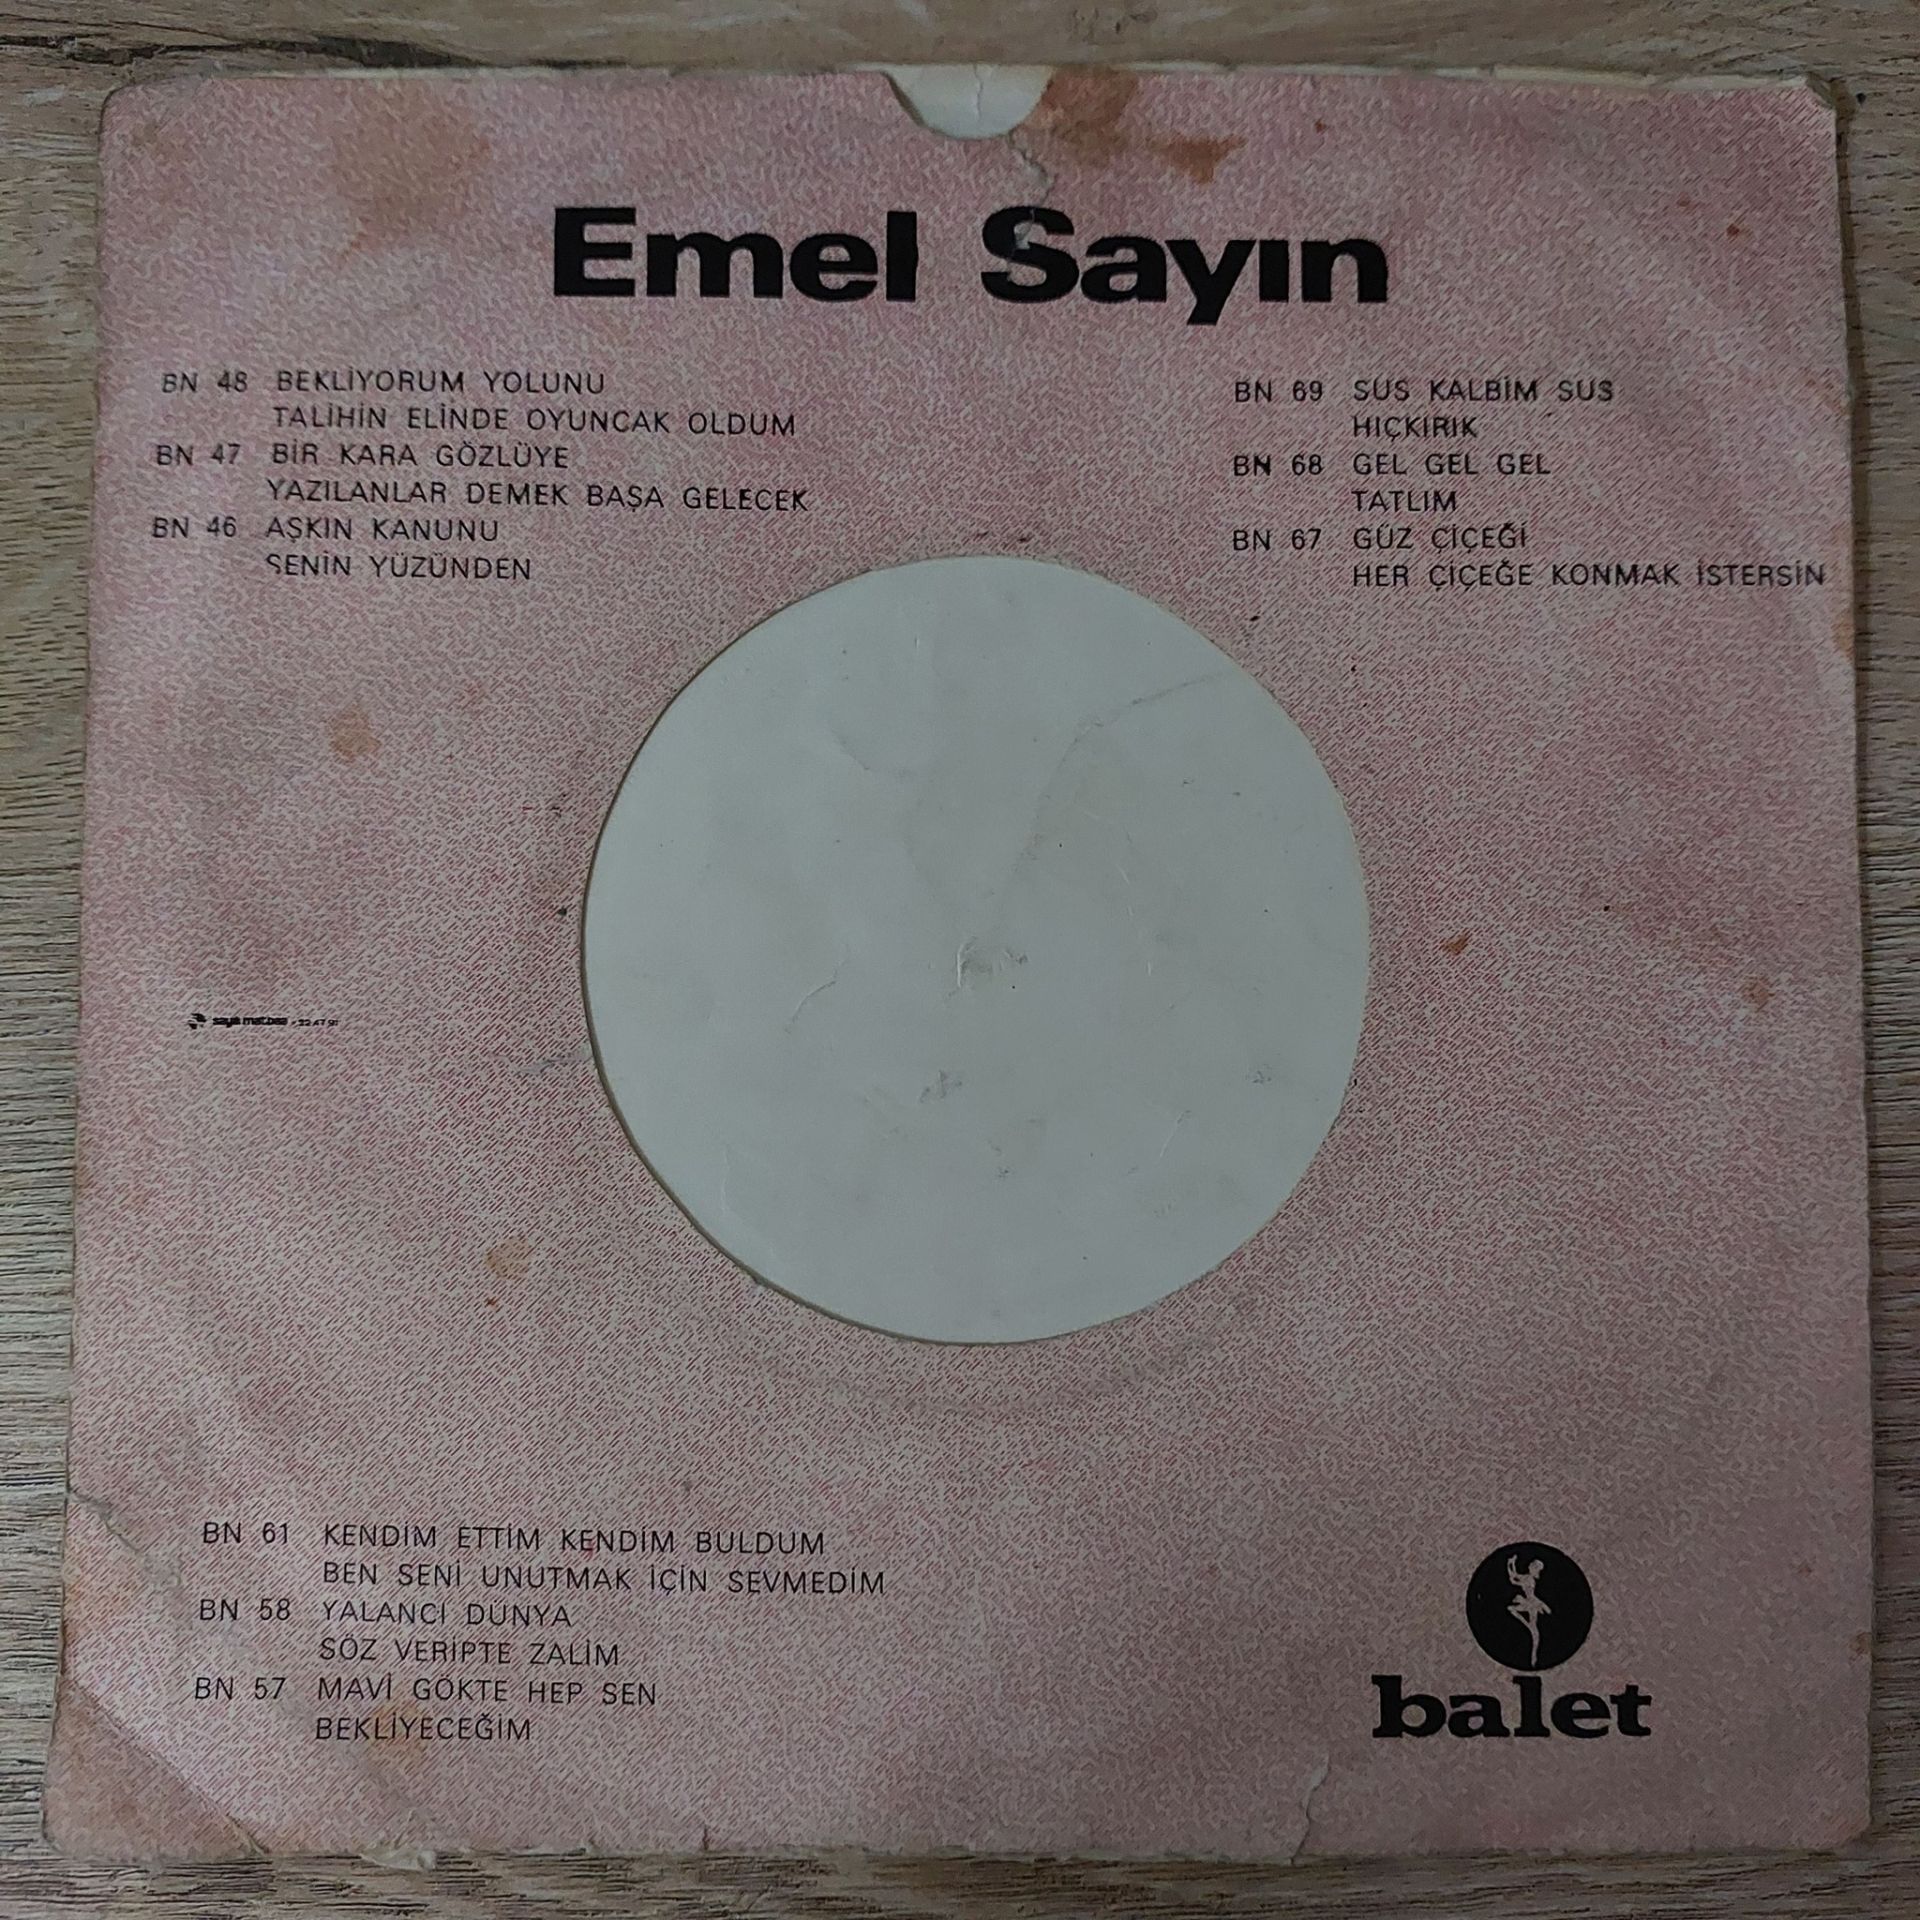 Emel Sayın
BN 48 BEKLİYORUM YOLUNU
TALİHİN ELİNDE OYUNCAK OLDUM
BN 47 BİR KARA GÖZLÜYE
YAZILANLAR DEMEK BAŞA GELECEK
BN 46 AŞKIN KANUNU
SENİN YÜZÜNDEN
BN 69 SUS KALBİM SUS
HIÇKIRIK
BN 68 GEL GEL GEL
TATLIM
BN 67 GÜZ ÇİÇEĞİ
HER ÇİÇEĞE KONMAK İSTERSİN
BN 61 KENDİM ETTİM KENDİM BULDUM
BEN SENİ UNUTMAK İÇİN SEVMEDİM
BN 58 YALANCI DÜNYA
SÖZ VERİPTE ZALİM
BN 57 MAVİ GÖKTE HEP SEN
BEKLİYECEĞİM
balet